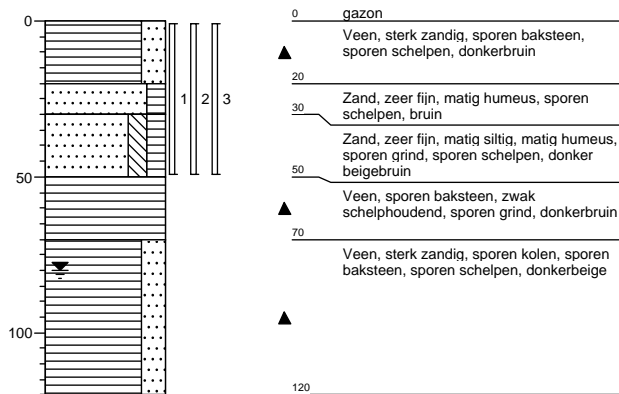 0
50
100
1 2 3
0 gazon
Veen, sterk zandig, sporen baksteen,
sporen schelpen, donkerbruin
20
Zand, zeer fijn, matig humeus, sporen
schelpen, bruin
30
Zand, zeer fijn, matig siltig, matig humeus,
sporen grind, sporen schelpen, donker
beigebruin
50
Veen, sporen baksteen, zwak
schelphoudend, sporen grind, donkerbruin
70
Veen, sterk zandig, sporen kolen, sporen
baksteen, sporen schelpen, donkerbeige
120